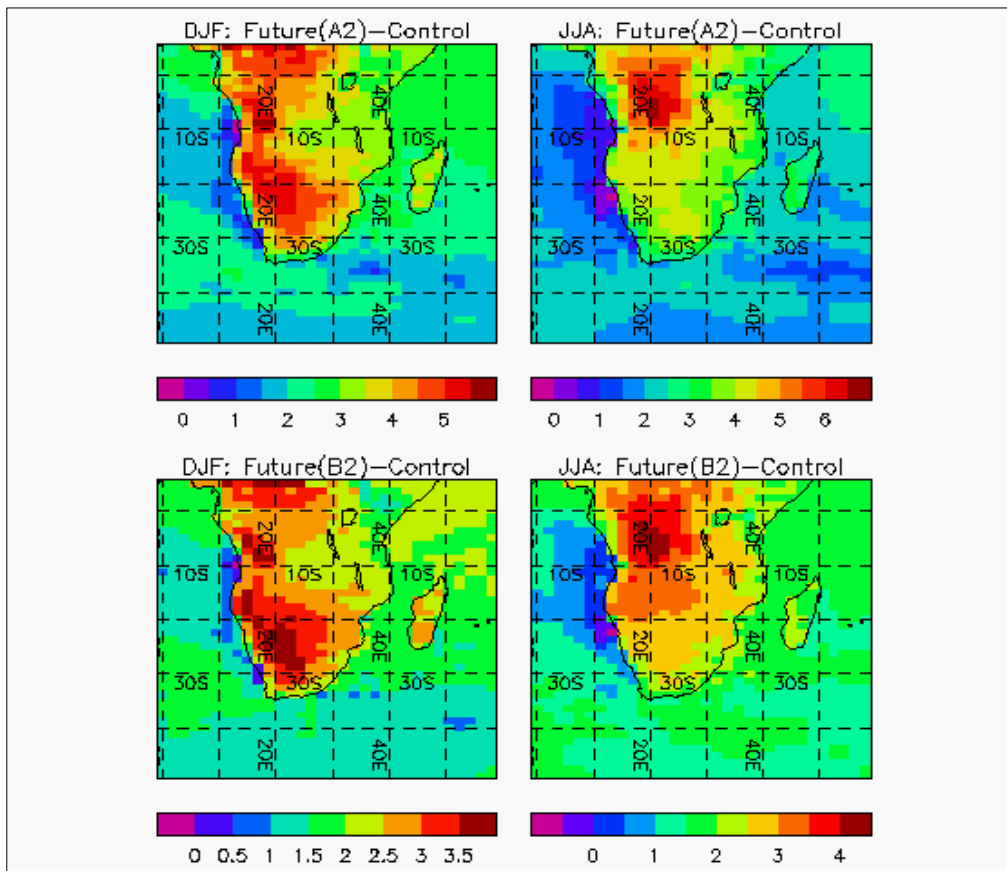 DJF: Future(A2)-Control
JJA: Future(A2)-Control
20E 40E
10S 10S 10S
20E 40E
30S 30S 30S
20E 40E
20E 40E
10S 10S 10S
20E 40E
30S 30S 30S
20E 40E
0 1 2 3 4 5
0 1 2 3 4 5 6
DJF: Future(B2)-Control
JJA: Future(B2)-Control
20E 40E
10S 10S 10S
20E 40E
30S 30S 30S
20E 40E
20E 40E
10S 10S 10S
20E 40E
30S 30S 30S
20E 40E
0 0.5 1 1.5 2 2.5 3 3.5
0 1 2 3 4